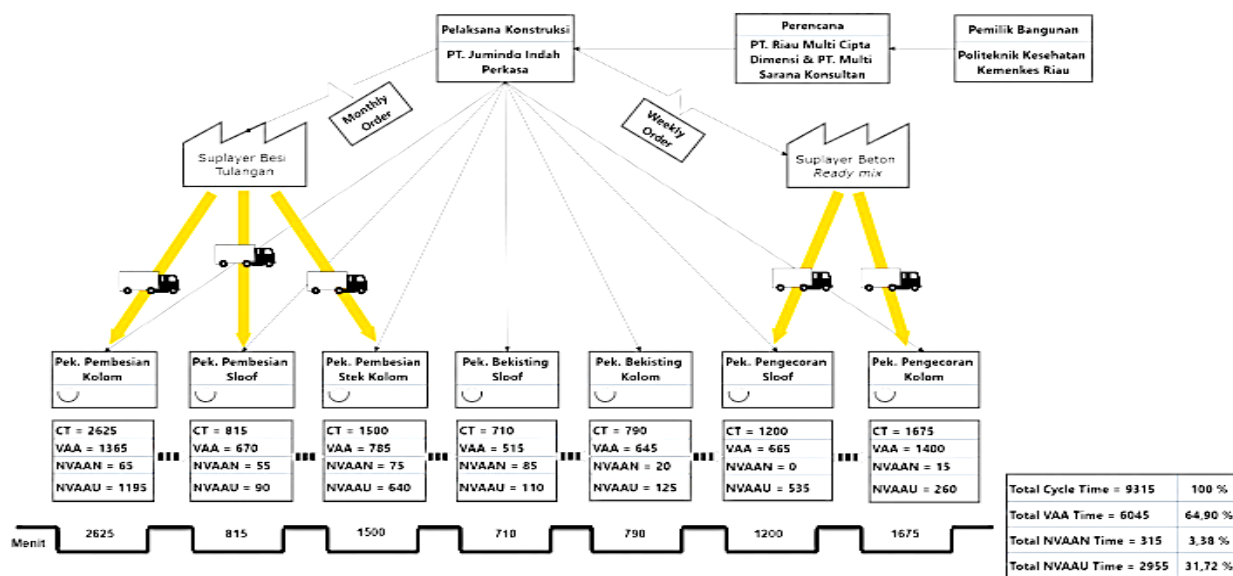 Pelaksana Konstruksi
PT. Jumindo Indah
Perkasa
Perencana
PT. Riau Multi Cipta
Dimensi & PT. Multi
Sarana Konsultan
Pemilik Bangunan
Politeknik Kesehatan
Kemenkes Riau
Monthly
Order
Weekly
Order
Suplayer Besi
Tulangan
Suplayer Beton
Ready mix
Pek. Pembesian
Kolom
Pek. Pembesian
Sloof
Pek. Pembesian
Stek Kolom
Pek. Bekisting
Sloof
Pek. Bekisting
Kolom
Pek. Pengecoran
Sloof
Pek. Pengecoran
Kolom
CT = 2625
VAA = 1365
NVAAN = 65
NVAAU = 1195
CT = 815
VAA = 670
NVAAN = 55
NVAAU = 90
CT = 1500
VAA = 785
NVAAN = 75
NVAAU = 640
CT = 710
VAA = 515
NVAAN = 85
NVAAU = 110
CT = 790
VAA = 645
NVAAN = 20
NVAAU = 125
CT = 1200
VAA = 665
NVAAN = 0
NVAAU = 535
CT = 1675
VAA = 1400
NVAAN = 15
NVAAU = 260
Menit
2625
815
1500
710
790
1200
1675
Total Cycle Time = 9315 100 %
Total VAA Time = 6045 64,90 %
Total NVAAN Time = 315 3,38 %
Total NVAAU Time = 2955 31,72 %